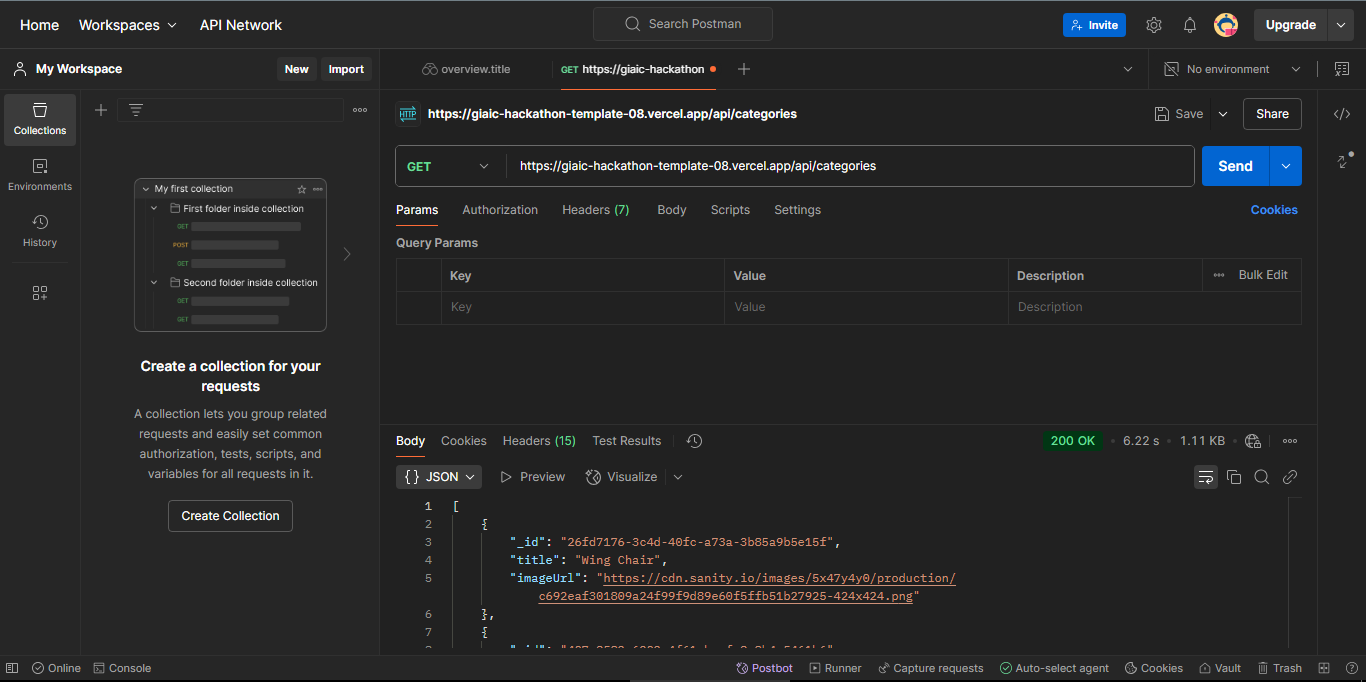 Home Workspaces API Network Search Postman Invite Upgrade
My Workspace New Import overview.title GET https://giaic-hackathon No environment
Collections
Environments
History
My first collection
First folder inside collection
GET
POST
GET
Second folder inside collection
GET
GET
Create a collection for your
requests
A collection lets you group related
requests and easily set common
authorization, tests, scripts, and
variables for all requests in it.
Create Collection
HTTP https://giaic-hackathon-template-08.vercel.app/api/categories Save Share
GET https://giaic-hackathon-template-08.vercel.app/api/categories Send
Params Authorization Headers (7) Body Scripts Settings Cookies
Query Params
Key Value Description Bulk Edit
Key Value Description
Body Cookies Headers (15) Test Results 200 OK 6.22 s 1.11 KB
{} JSON Preview Visualize
1 [
2 {
3 "_id": "26fd7176-3c4d-40fc-a73a-3b85a9b5e15f",
4 "title": "Wing Chair",
5 "imageUrl": "https://cdn.sanity.io/images/5x47y4y0/production/
c692eaf301809a24f99f9d89e60f5ffb51b27925-424x424.png"
6 },
7 {
Online Console Postbot Runner Capture requests Auto-select agent Cookies Vault Trash